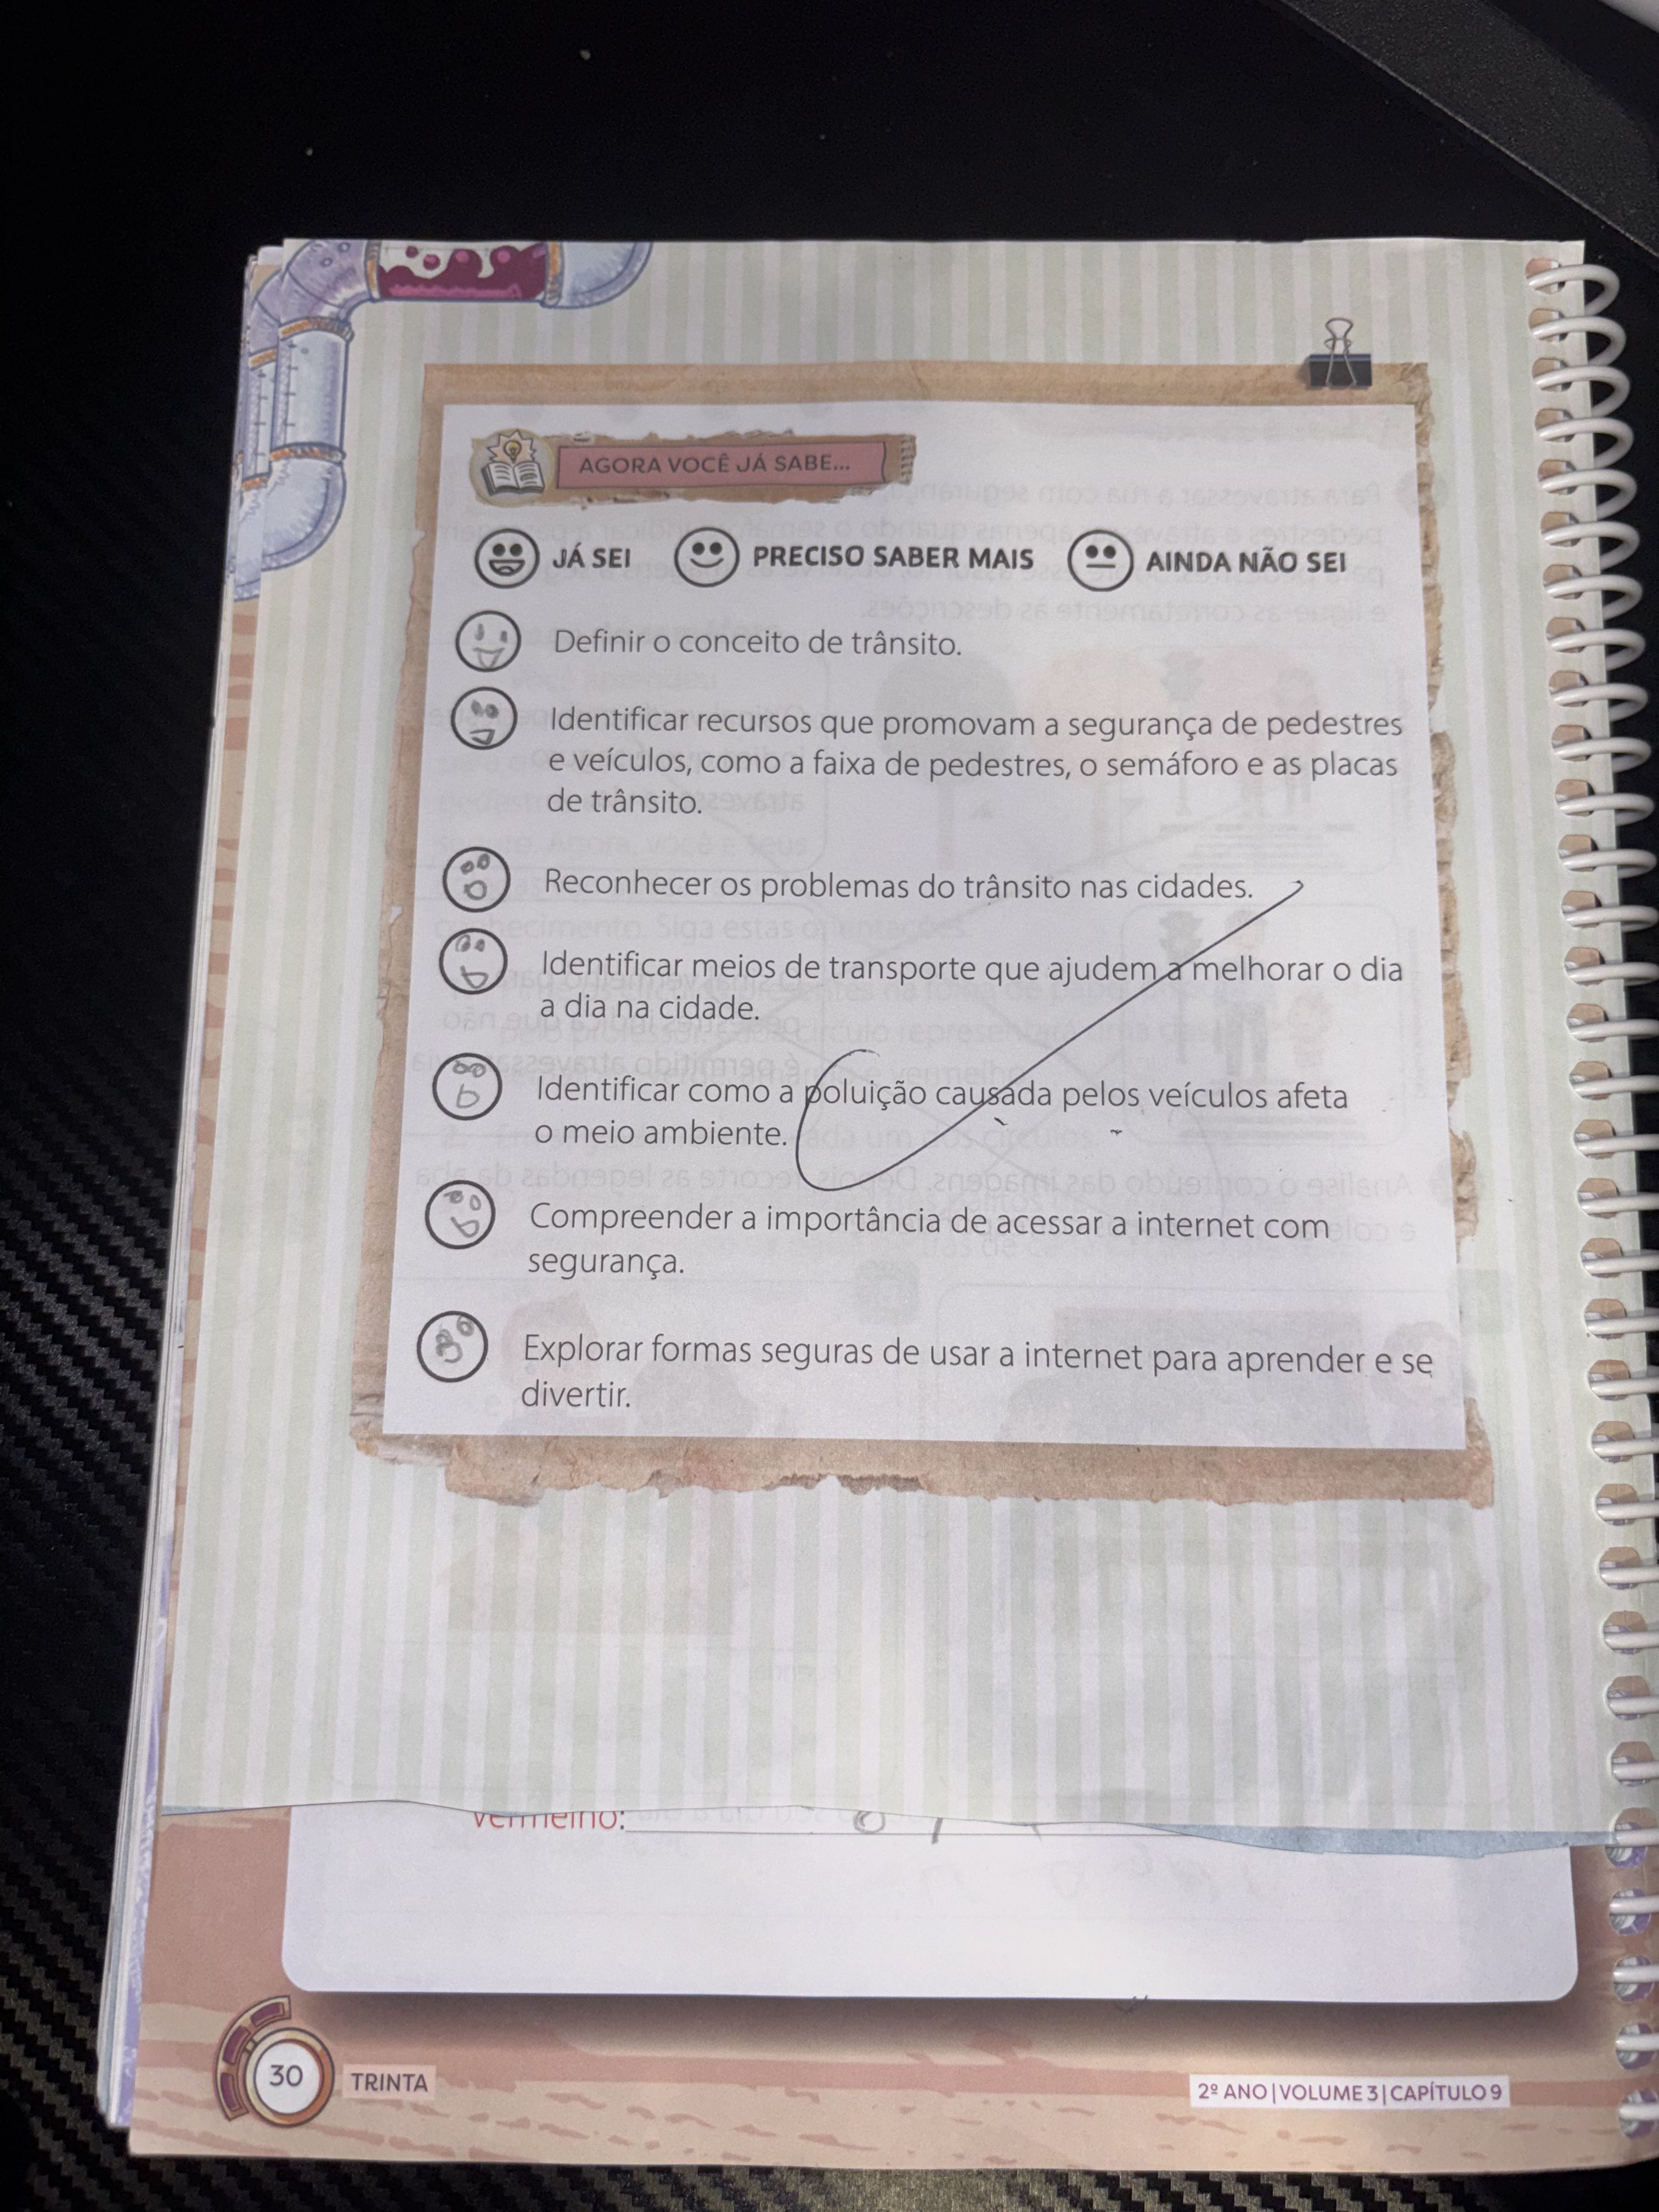 AGORA VOCÊ JÁ SABE...
JÁ SEI PRECISO SABER MAIS AINDA NÃO SEI
Definir o conceito de trânsito.
Identificar recursos que promovam a segurança de pedestres
e veículos, como a faixa de pedestres, o semáforo e as placas
de trânsito.
Reconhecer os problemas do trânsito nas cidades.
Identificar meios de transporte que ajudem a melhorar o dia
a dia na cidade.
Identificar como a poluição causada pelos veículos afeta
o meio ambiente.
Compreender a importância de acessar a internet com
segurança.
Explorar formas seguras de usar a internet para aprender e se
divertir.
vermelho:
30 TRINTA
2º ANO | VOLUME 3 | CAPÍTULO 9